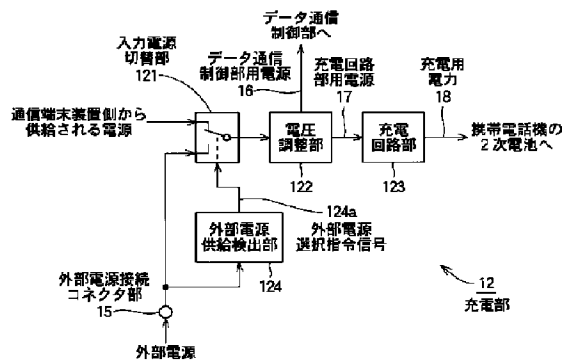 データ通信
制御部へ
入力電源
切替部
121
データ通信
制御部用電源
16
充電回路
部用電源
17
充電用
電力
18
通信端末装置側から
供給される電源
電圧
調整部
122
充電
回路部
123
携帯電話機の
2次電池へ
124a
外部電源
選択指令信号
外部電源
供給検出部
124
外部電源接続
コネクタ部
15
外部電源
12
充電部